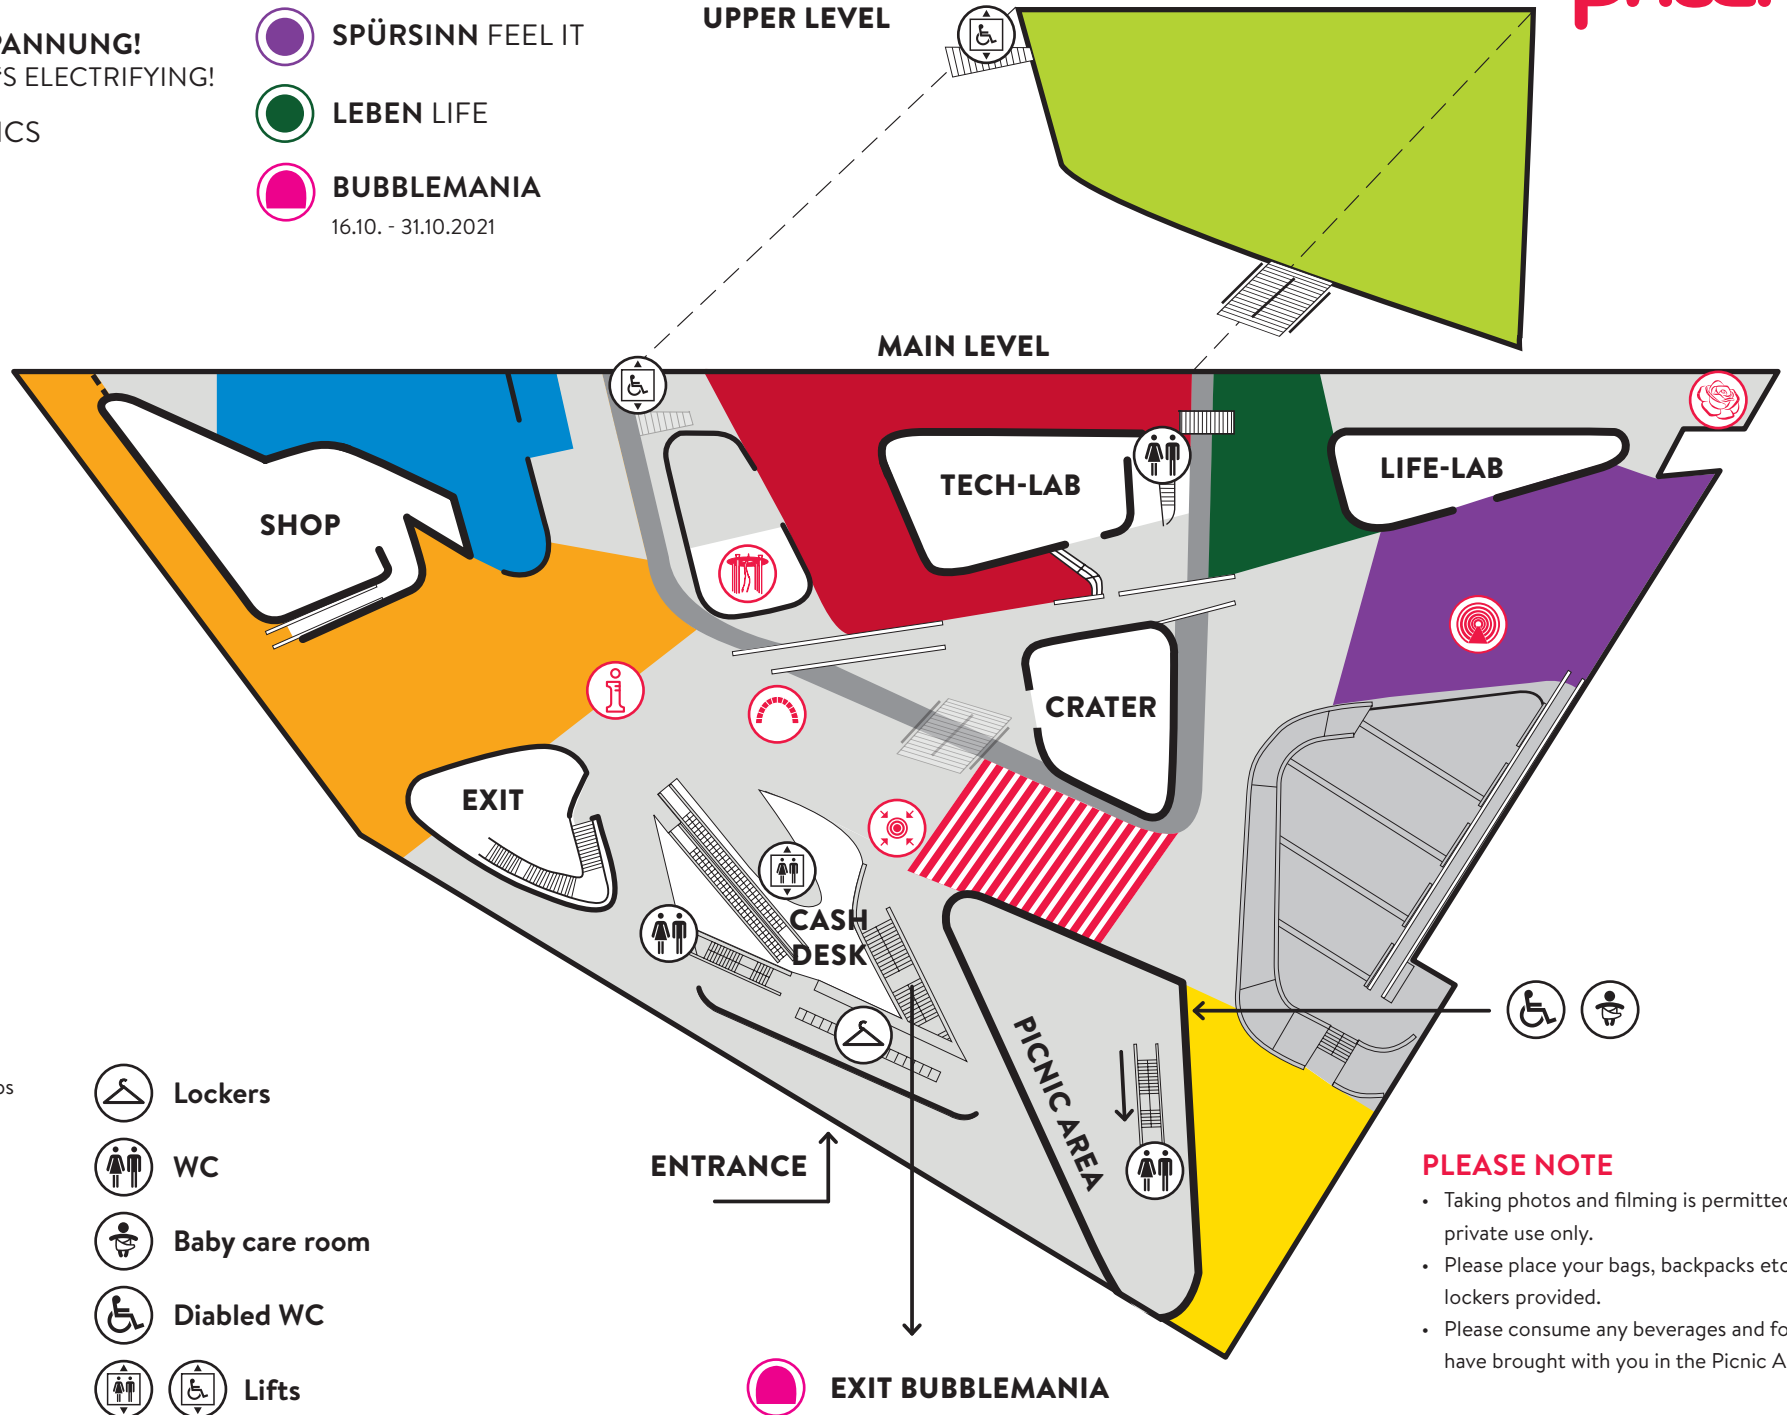 PANNUNG!
'S ELECTRIFYING!
ICS
SPÜRSINN FEEL IT
LEBEN LIFE
BUBBLEMANIA
16.10. - 31.10.2021
UPPER LEVEL
MAIN LEVEL
SHOP
TECH-LAB
LIFE-LAB
CRATER
EXIT
CASH
DESK
PICNIC AREA
ENTRANCE
EXIT BUBBLEMANIA
Lockers
WC
Baby care room
Diabled WC
Lifts
PLEASE NOTE
• Taking photos and filming is permitted
private use only.
• Please place your bags, backpacks etc
lockers provided.
• Please consume any beverages and fo
have brought with you in the Picnic A